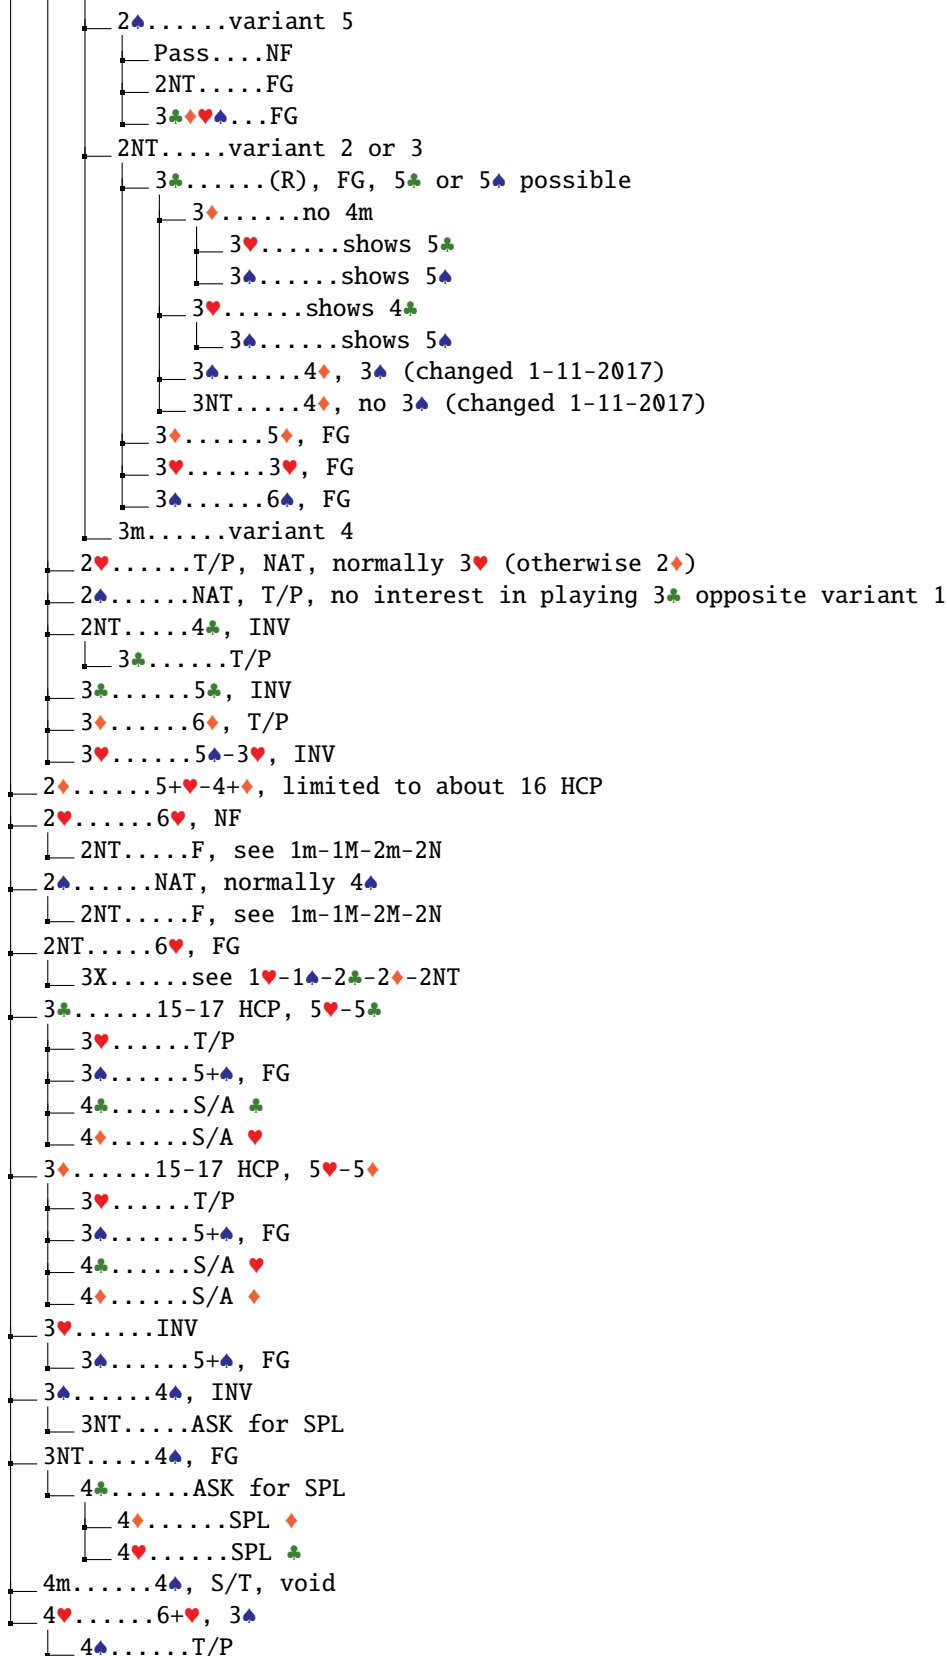 2♠......variant 5
Pass....NF
2NT.....FG
3♣♦♥♠...FG
2NT.....variant 2 or 3
3♣......(R), FG, 5♣ or 5♠ possible
3♦......no 4m
3♥......shows 5♣
3♠......shows 5♠
3♥......shows 4♣
3♠......shows 5♠
3♠......4♦, 3♠ (changed 1-11-2017)
3NT.....4♦, no 3♠ (changed 1-11-2017)
3♦......5♦, FG
3♥......3♥, FG
3♠......6♠, FG
3m......variant 4
2♥......T/P, NAT, normally 3♥ (otherwise 2♦)
2♠......NAT, T/P, no interest in playing 3♣ opposite variant 1
2NT.....4♣, INV
3♣......T/P
3♣......5♣, INV
3♦......6♦, T/P
3♥......5♠-3♥, INV
2♦......5+♥-4+♦, limited to about 16 HCP
2♥......6♥, NF
2NT.....F, see 1m-1M-2m-2N
2♠......NAT, normally 4♠
2NT.....F, see 1m-1M-2M-2N
2NT.....6♥, FG
3X......see 1♥-1♠-2♣-2♦-2NT
3♣......15-17 HCP, 5♥-5♣
3♥......T/P
3♠......5+♠, FG
4♣......S/A ♣
4♦......S/A ♥
3♦......15-17 HCP, 5♥-5♦
3♥......T/P
3♠......5+♠, FG
4♣......S/A ♥
4♦......S/A ♦
3♥......INV
3♠......5+♠, FG
3♠......4♠, INV
3NT.....ASK for SPL
3NT.....4♠, FG
4♣......ASK for SPL
4♦......SPL ♦
4♥......SPL ♣
4m......4♠, S/T, void
4♥......6+♥, 3♠
4♠......T/P